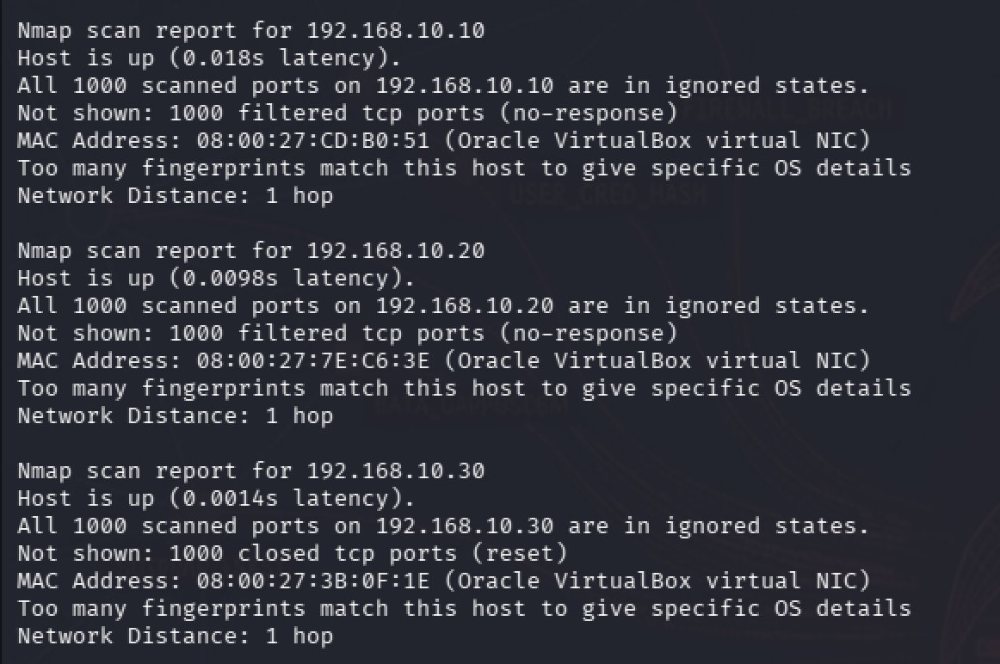 Nmap scan report for 192.168.10.10
Host is up (0.018s latency).
All 1000 scanned ports on 192.168.10.10 are in ignored states.
Not shown: 1000 filtered tcp ports (no-response)
MAC Address: 08:00:27:CD:B0:51 (Oracle VirtualBox virtual NIC)
Too many fingerprints match this host to give specific OS details
Network Distance: 1 hop
Nmap scan report for 192.168.10.20
Host is up (0.0098s latency).
All 1000 scanned ports on 192.168.10.20 are in ignored states.
Not shown: 1000 filtered tcp ports (no-response)
MAC Address: 08:00:27:7E:C6:3E (Oracle VirtualBox virtual NIC)
Too many fingerprints match this host to give specific OS details
Network Distance: 1 hop
Nmap scan report for 192.168.10.30
Host is up (0.0014s latency).
All 1000 scanned ports on 192.168.10.30 are in ignored states.
Not shown: 1000 closed tcp ports (reset)
MAC Address: 08:00:27:3B:0F:1E (Oracle VirtualBox virtual NIC)
Too many fingerprints match this host to give specific OS details
Network Distance: 1 hop